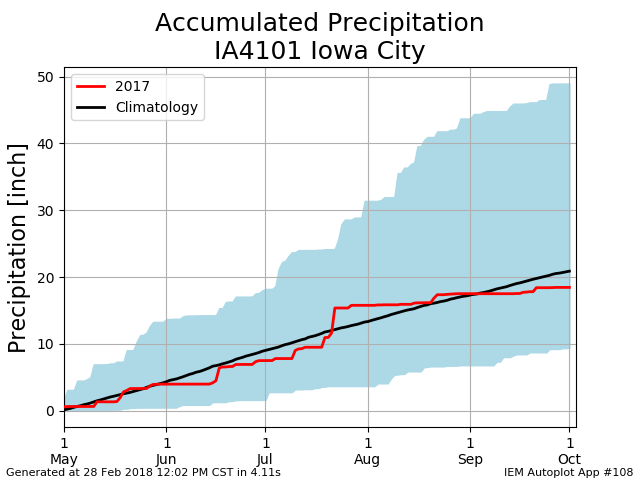 Accumulated Precipitation
IA4101 Iowa City
2017
Climatology
Precipitation [inch]
50
40
30
20
10
0
1 1 1 1 1 1
May Jun Jul Aug Sep Oct
Generated at 28 Feb 2018 12:02 PM CST in 4.11s IEM Autoplot App #108